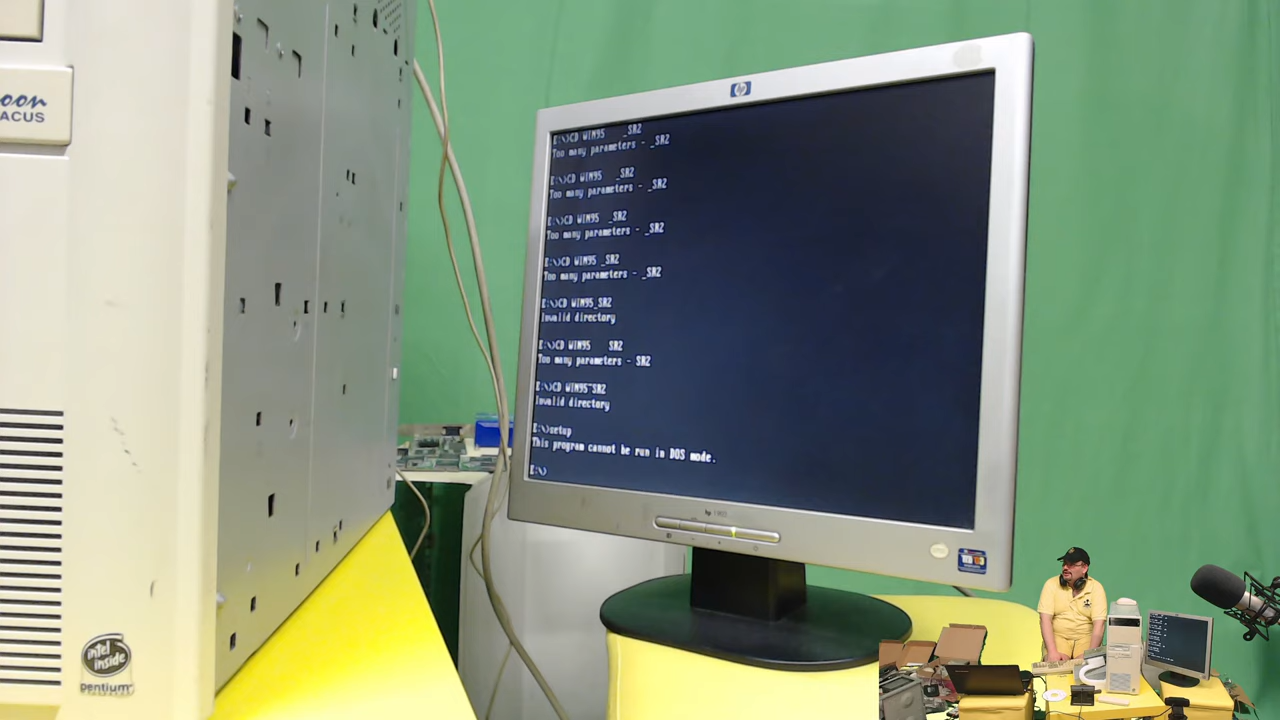 oon
ACUS
intel
inside
pentium
hp
E:\>CD WIN95    _SR2
Too many parameters - _SR2
E:\>CD WIN95   _SR2
Too many parameters - _SR2
E:\>CD WIN95  _SR2
Too many parameters - _SR2
E:\>CD WIN95 _SR2
Too many parameters - _SR2
E:\>CD WIN95_SR2
Invalid directory
E:\>CD WIN95    SR2
Too many parameters - SR2
E:\>CD WIN95~SR2
Invalid directory
E:\>setup
This program cannot be run in DOS mode.
E:\>